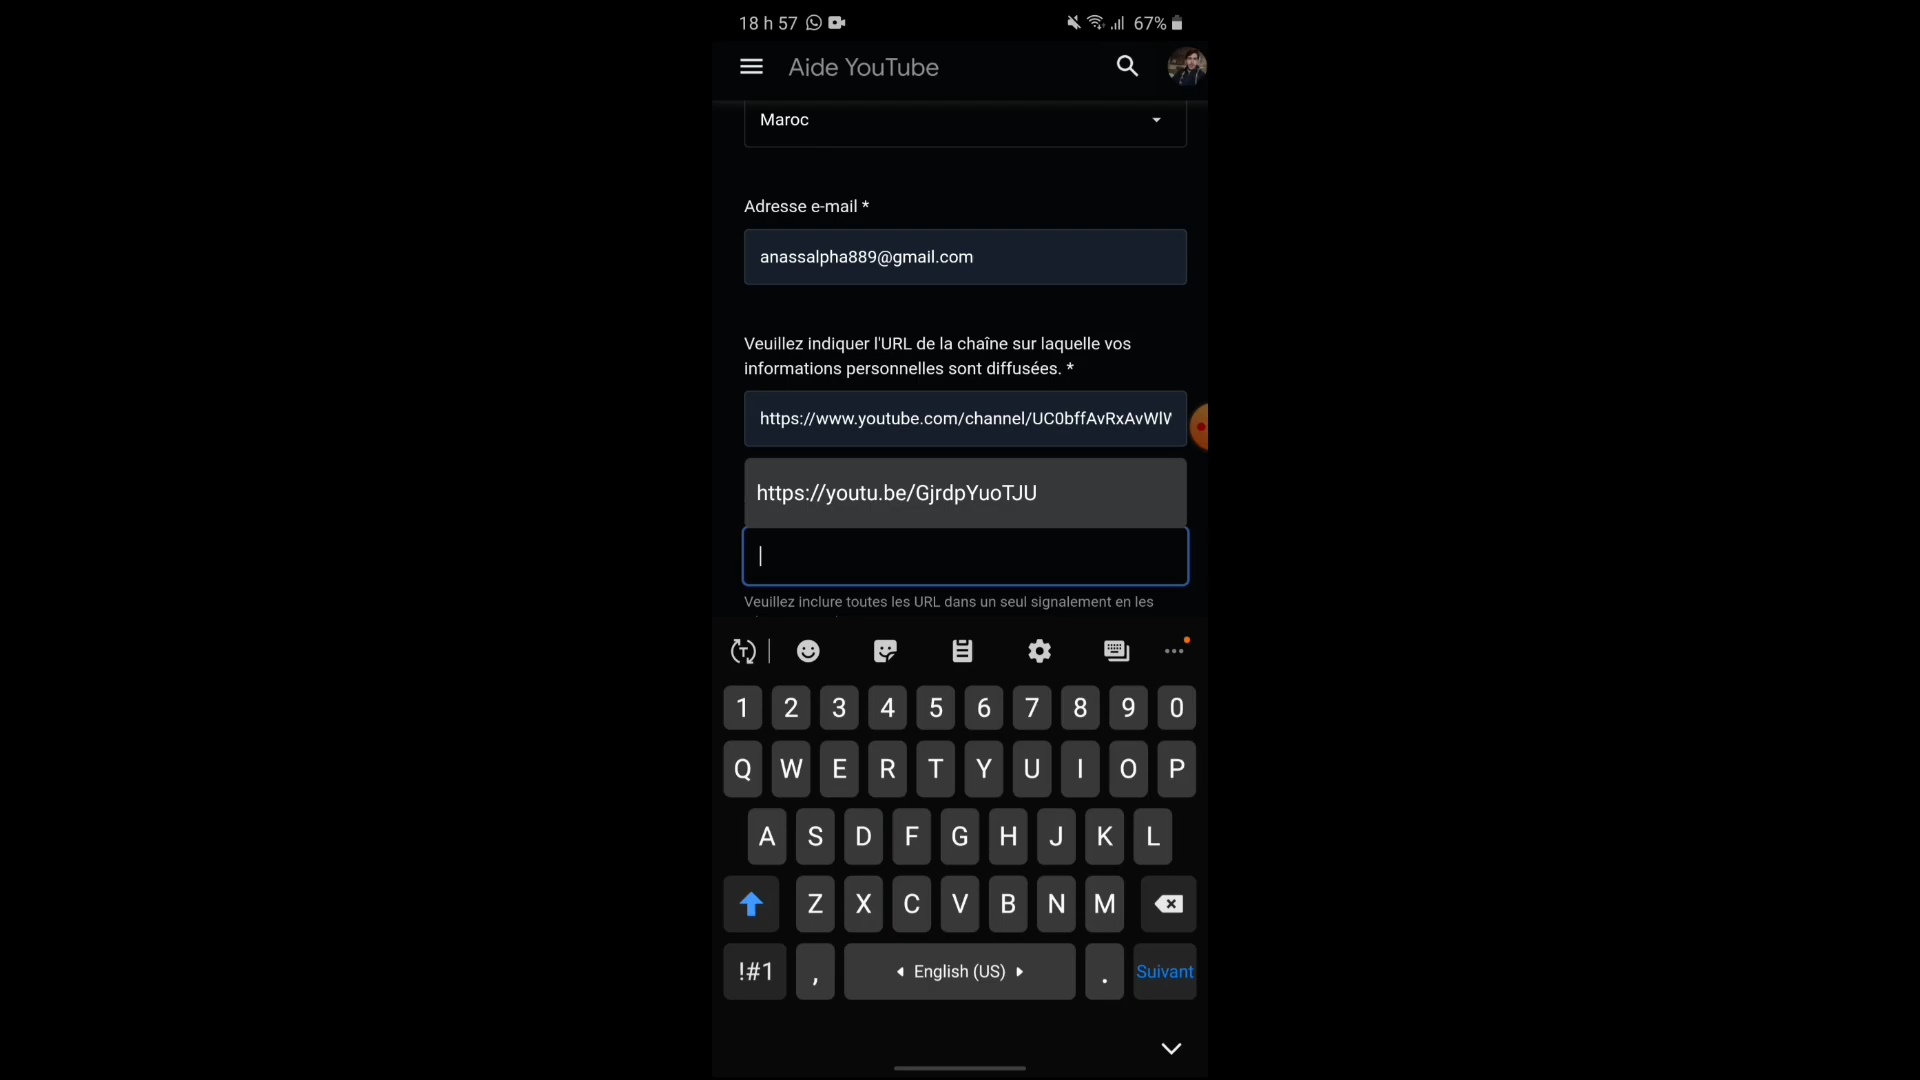 18 h 57
67%
Aide YouTube
Maroc
Adresse e-mail *
anassalpha889@gmail.com
Veuillez indiquer l'URL de la chaîne sur laquelle vos
informations personnelles sont diffusées. *
https://www.youtube.com/channel/UC0bffAvRxAvWlW
https://youtu.be/GjrdpYuoTJU
Veuillez inclure toutes les URL dans un seul signalement en les
1 2 3 4 5 6 7 8 9 0
Q W E R T Y U I O P
A S D F G H J K L
Z X C V B N M
!#1 , English (US) . Suivant